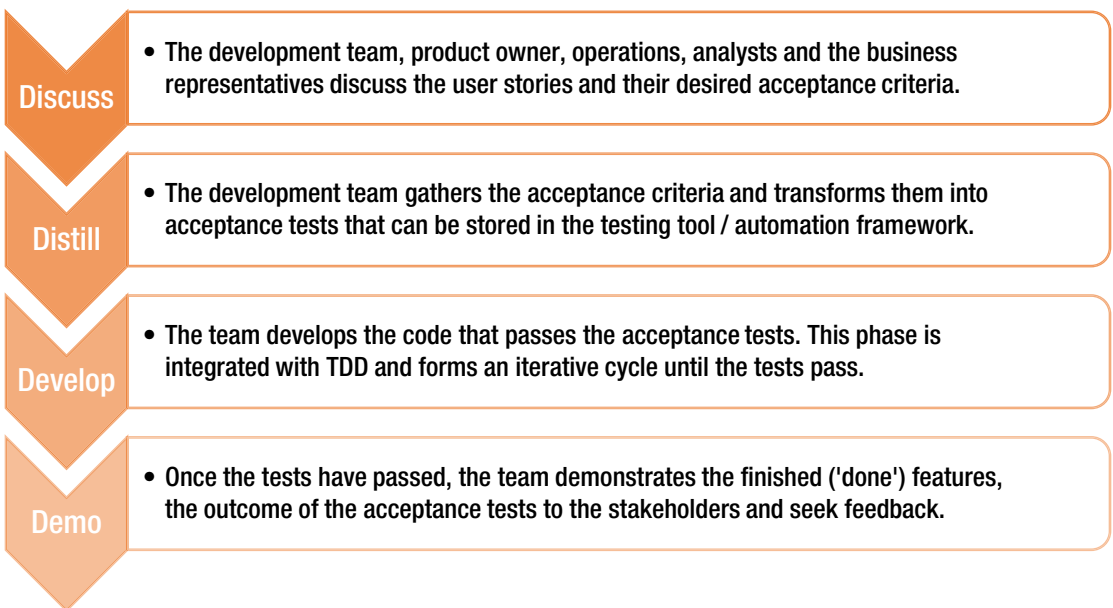 Discuss
• The development team, product owner, operations, analysts and the business
representatives discuss the user stories and their desired acceptance criteria.
Distill
• The development team gathers the acceptance criteria and transforms them into
acceptance tests that can be stored in the testing tool / automation framework.
Develop
• The team develops the code that passes the acceptance tests. This phase is
integrated with TDD and forms an iterative cycle until the tests pass.
Demo
• Once the tests have passed, the team demonstrates the finished ('done') features,
the outcome of the acceptance tests to the stakeholders and seek feedback.